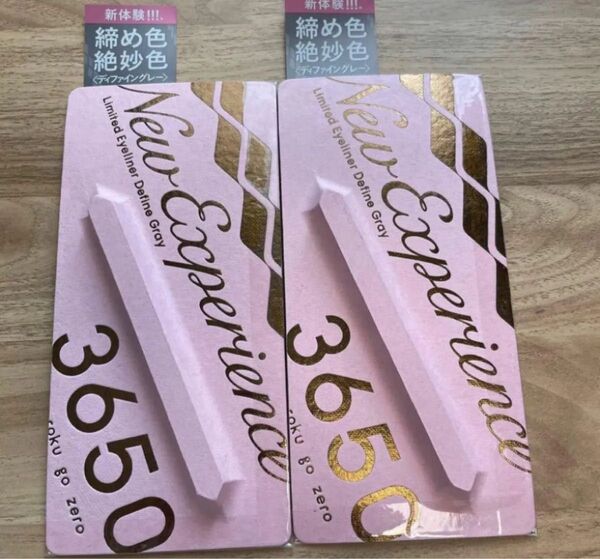 新体験!!!.
締め色
絶妙色
〈ディファイングレー〉
New Experience
Limited Eyeliner Define Gray
3650
roku go zero
新体験!!!.
締め色
絶妙色
〈ディファイングレー〉
New Experience
Limited Eyeliner Define Gray
3650
roku go zero